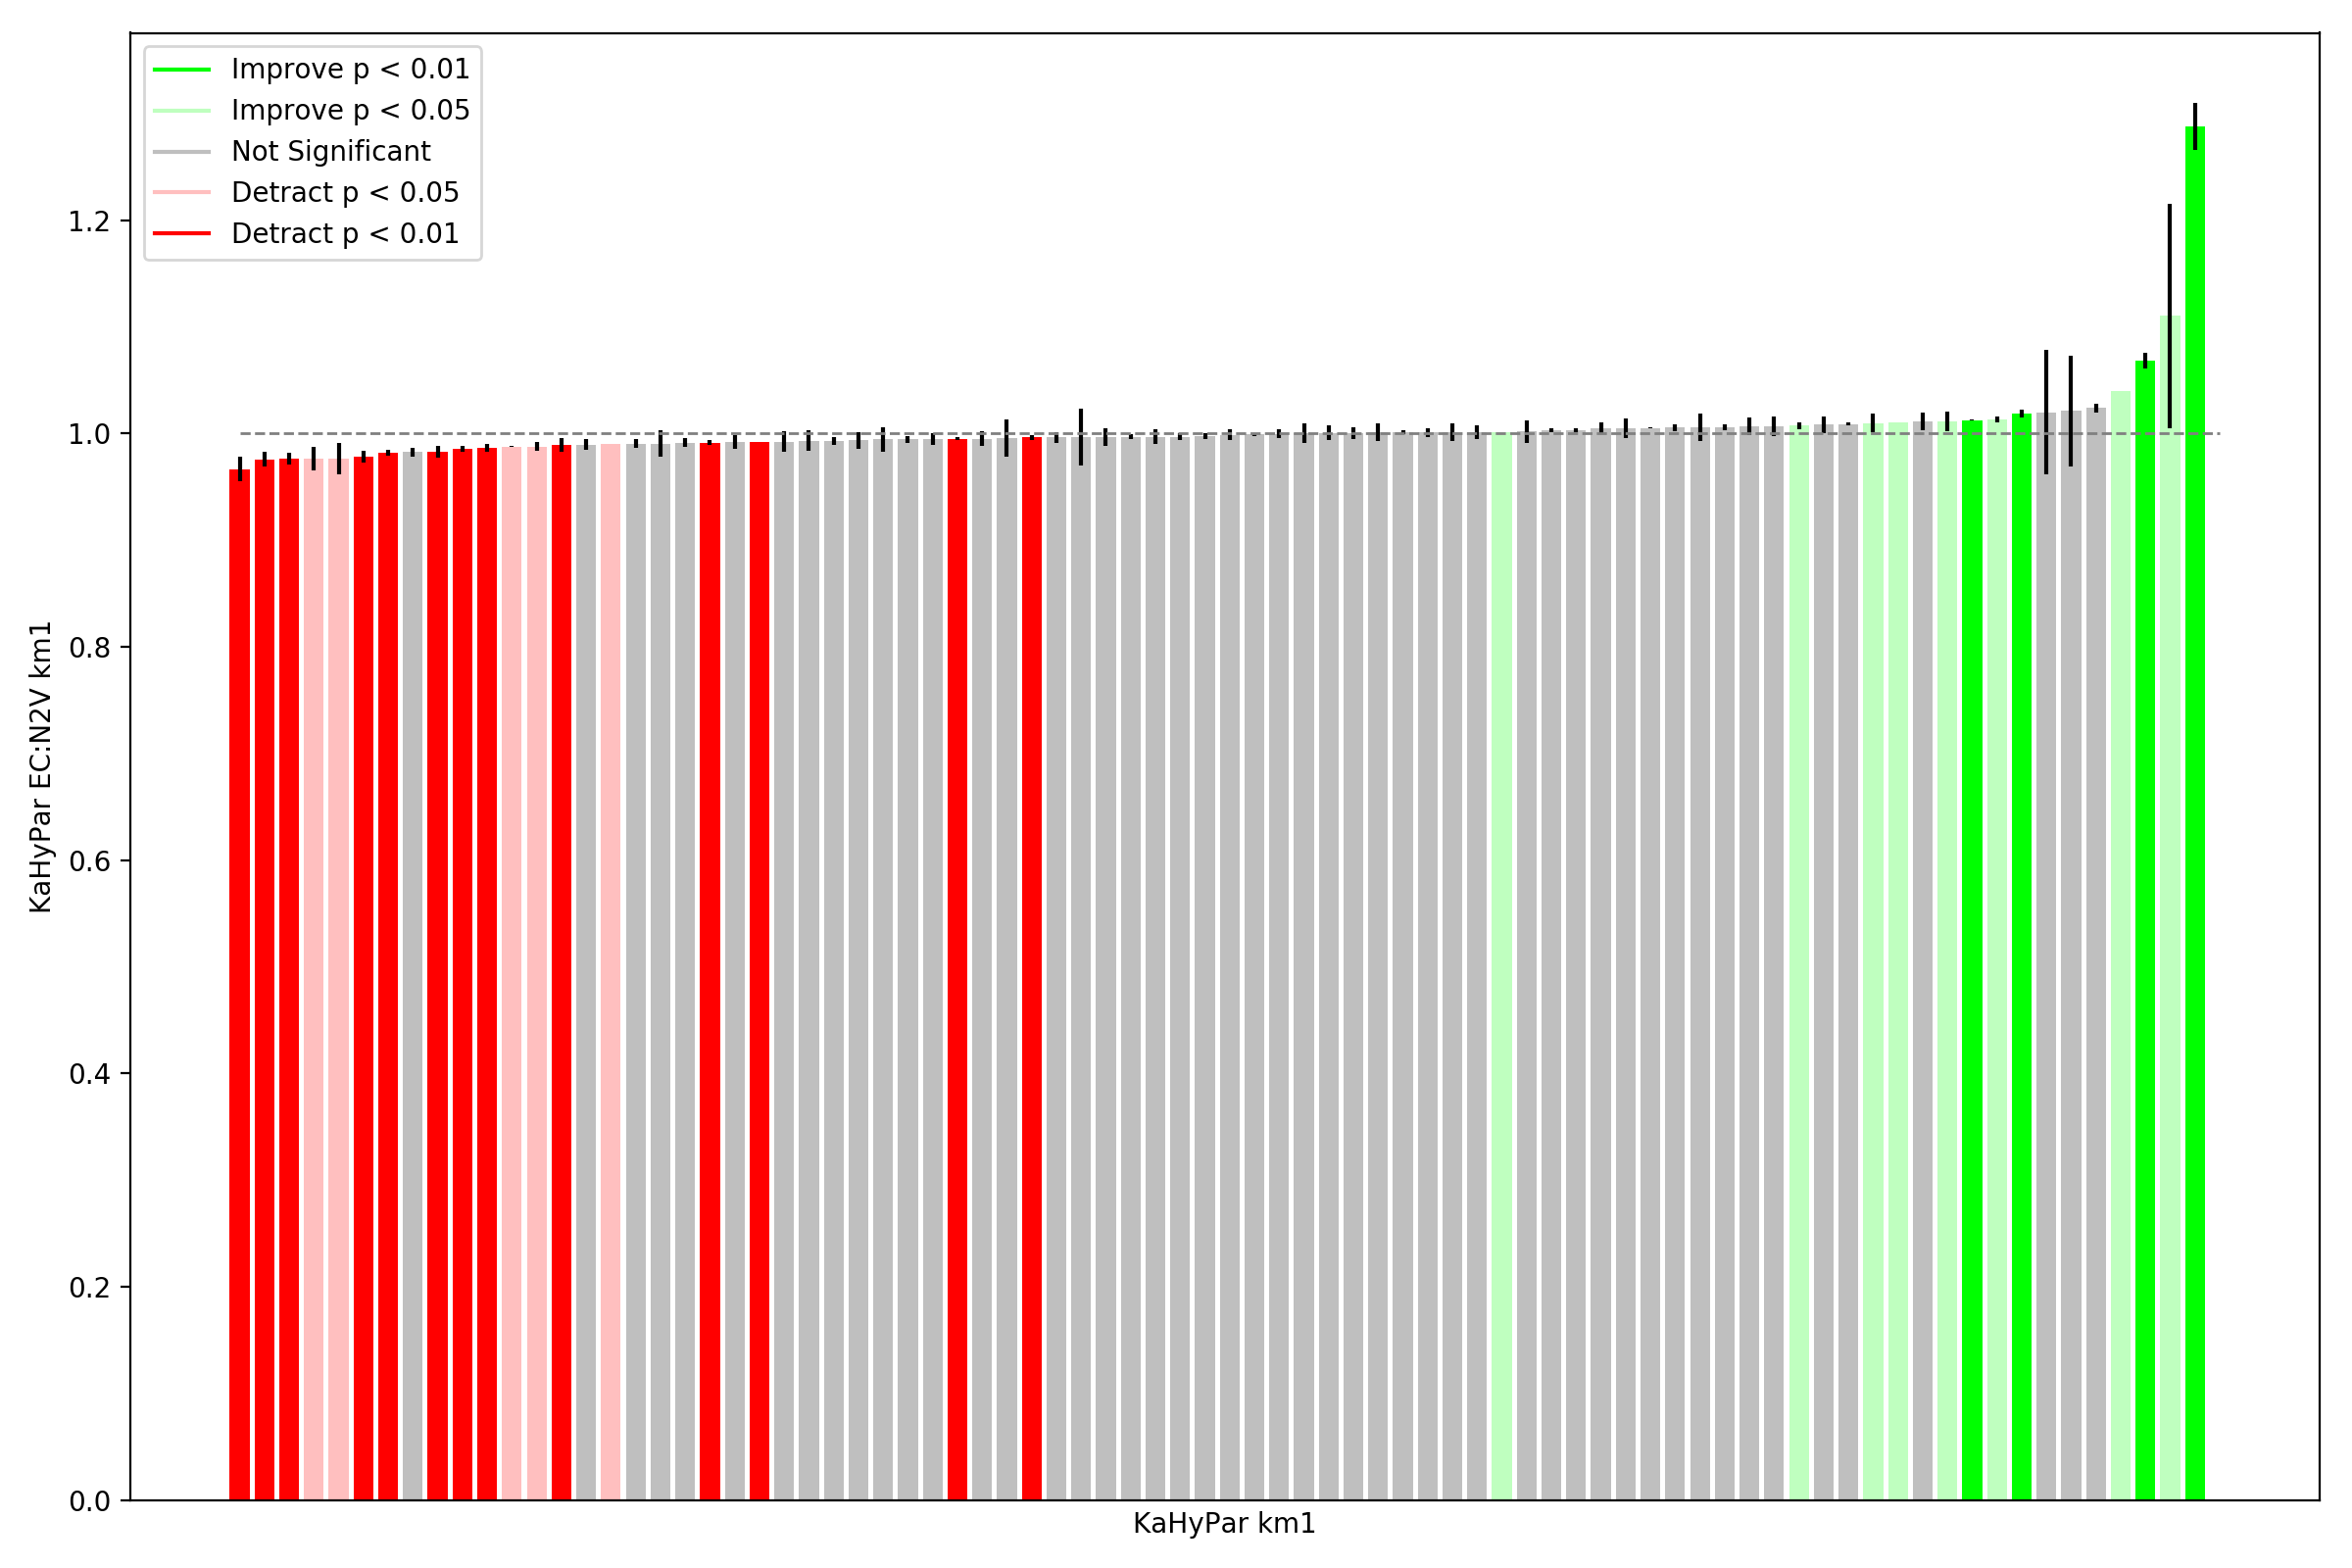 Improve p < 0.01
Improve p < 0.05
Not Significant
Detract p < 0.05
Detract p < 0.01
1.2
1.0
0.8
0.6
0.4
0.2
0.0
KaHyPar EC:N2V km1
KaHyPar km1